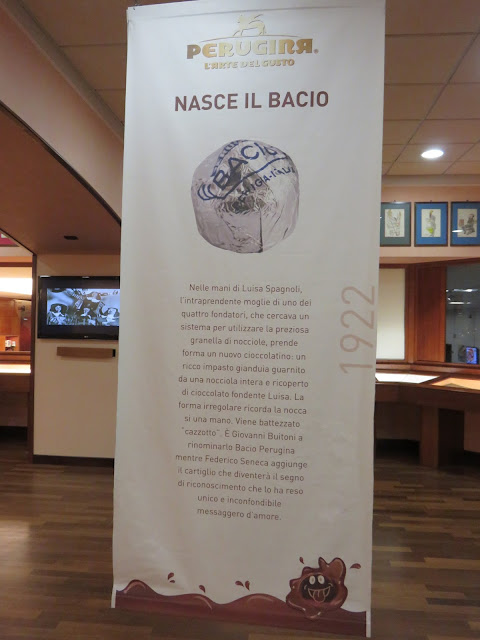 PERUGINA®
L'ARTE DEL GUSTO
NASCE IL BACIO
BACIO
1922
Nelle mani di Luisa Spagnoli,
l'intraprendente moglie di uno dei
quattro fondatori, che cercava un
sistema per utilizzare la preziosa
granella di nocciole, prende
forma un nuovo cioccolatino: un
ricco impasto gianduia guarnito
da una nocciola intera e ricoperto
di cioccolato fondente Luisa. La
forma irregolare ricorda la nocca
si una mano. Viene battezzato
"cazzotto". È Giovanni Buitoni a
rinominarlo Bacio Perugina
mentre Federico Seneca aggiunge
il cartiglio che diventerà il segno
di riconoscimento che lo ha reso
unico e inconfondibile
messaggero d'amore.